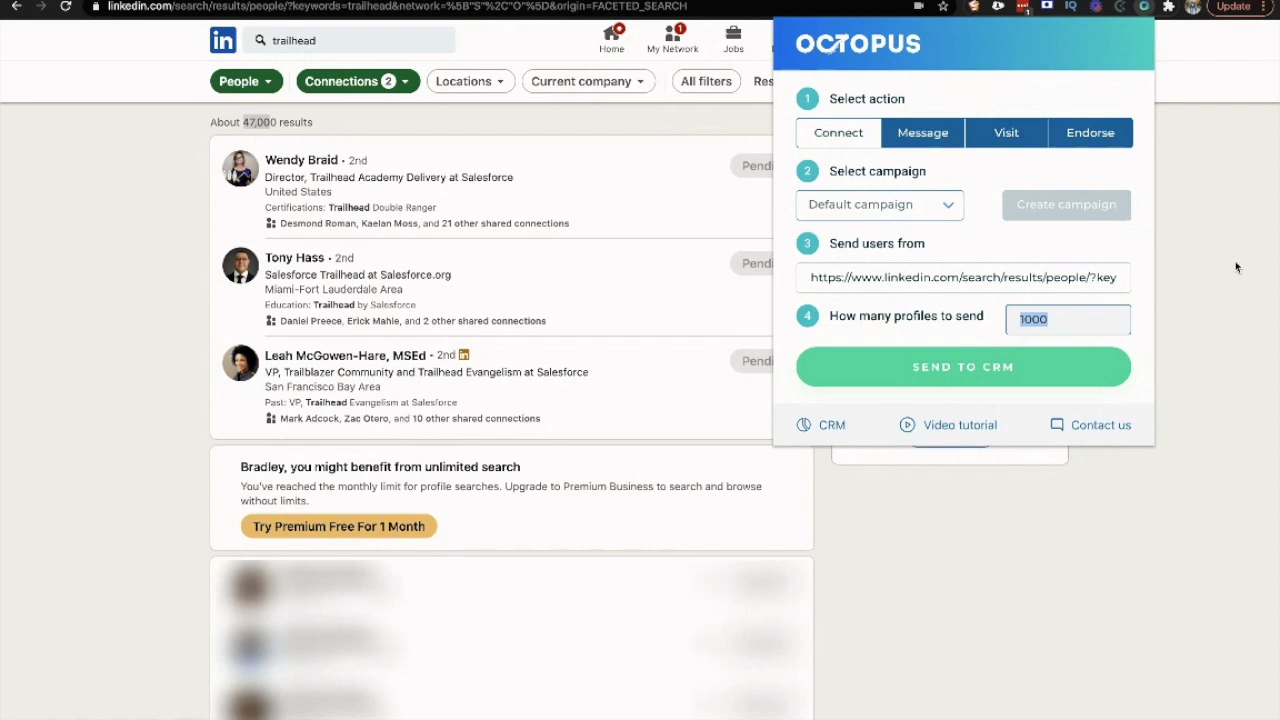 linkedin.com/search/results/people/?keywords=trailhead&network=%5B"S"%2C"O"%5D&origin=FACETED_SEARCH
1
Update
in
trailhead
1
Home
My Network
Jobs
People
Connections 2
Locations
Current company
All filters
Res
About 47,000 results
Wendy Braid • 2nd
Director, Trailhead Academy Delivery at Salesforce
United States
Certifications: Trailhead Double Ranger
Desmond Roman, Kaelan Moss, and 21 other shared connections
Pendi
Tony Hass • 2nd
Salesforce Trailhead at Salesforce.org
Miami-Fort Lauderdale Area
Education: Trailhead by Salesforce
Daniel Preece, Erick Mahle, and 2 other shared connections
Pendi
Leah McGowen-Hare, MSEd • 2nd in
VP, Trailblazer Community and Trailhead Evangelism at Salesforce
San Francisco Bay Area
Past: VP, Trailhead Evangelism at Salesforce
Mark Adcock, Zac Otero, and 10 other shared connections
Pendi
Bradley, you might benefit from unlimited search
You've reached the monthly limit for profile searches. Upgrade to Premium Business to search and browse
without limits.
Try Premium Free For 1 Month
OCTOPUS
1 Select action
Connect
Message
Visit
Endorse
2 Select campaign
Default campaign
Create campaign
3 Send users from
https://www.linkedin.com/search/results/people/?key
4 How many profiles to send
1000
SEND TO CRM
CRM
Video tutorial
Contact us